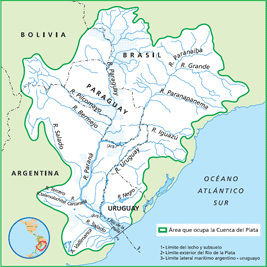 BOLIVIA
BRASIL
R. Paranaíba
R. Grande
R. Paraguay
PARAGUAY
R. Pilcomayo
R. Bermejo
R. Paranapanema
R. Iguazú
R. Salado
R. Paraná
R. Uruguay
ARGENTINA
OCÉANO
ATLÁNTICO
SUR
R. Negro
URUGUAY
R. Salado
Área que ocupa la Cuenca del Plata
1- Límite del lecho y subsuelo
2- Límite exterior del Río de la Plata
3- Límite lateral marítimo argentino - uruguayo